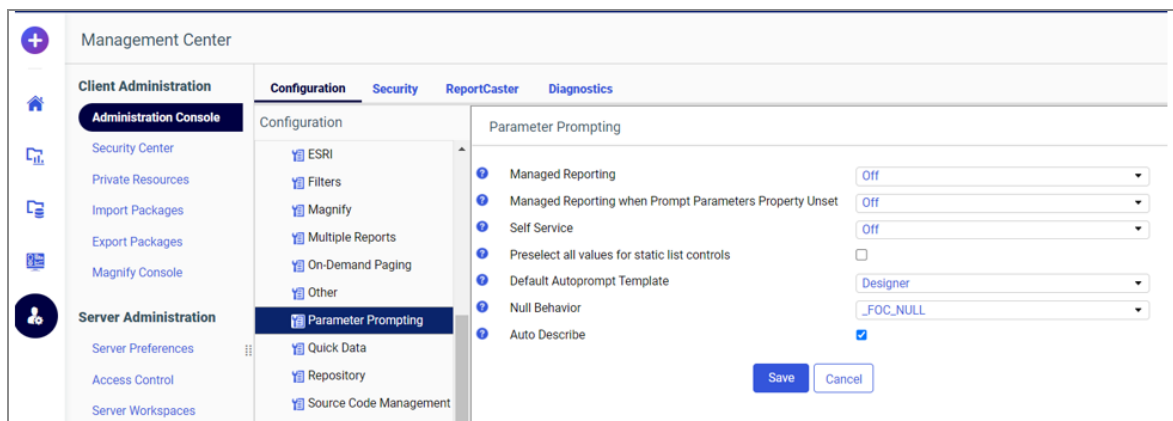 Management Center
Client Administration
Administration Console
Security Center
Private Resources
Import Packages
Export Packages
Magnify Console
Server Administration
Server Preferences
Access Control
Server Workspaces
Configuration Security ReportCaster Diagnostics
Configuration
ESRI
Filters
Magnify
Multiple Reports
On-Demand Paging
Other
Parameter Prompting
Quick Data
Repository
Source Code Management
Parameter Prompting
Managed Reporting Off
Managed Reporting when Prompt Parameters Property Unset Off
Self Service Off
Preselect all values for static list controls
Default Autoprompt Template Designer
Null Behavior _FOC_NULL
Auto Describe
Save Cancel